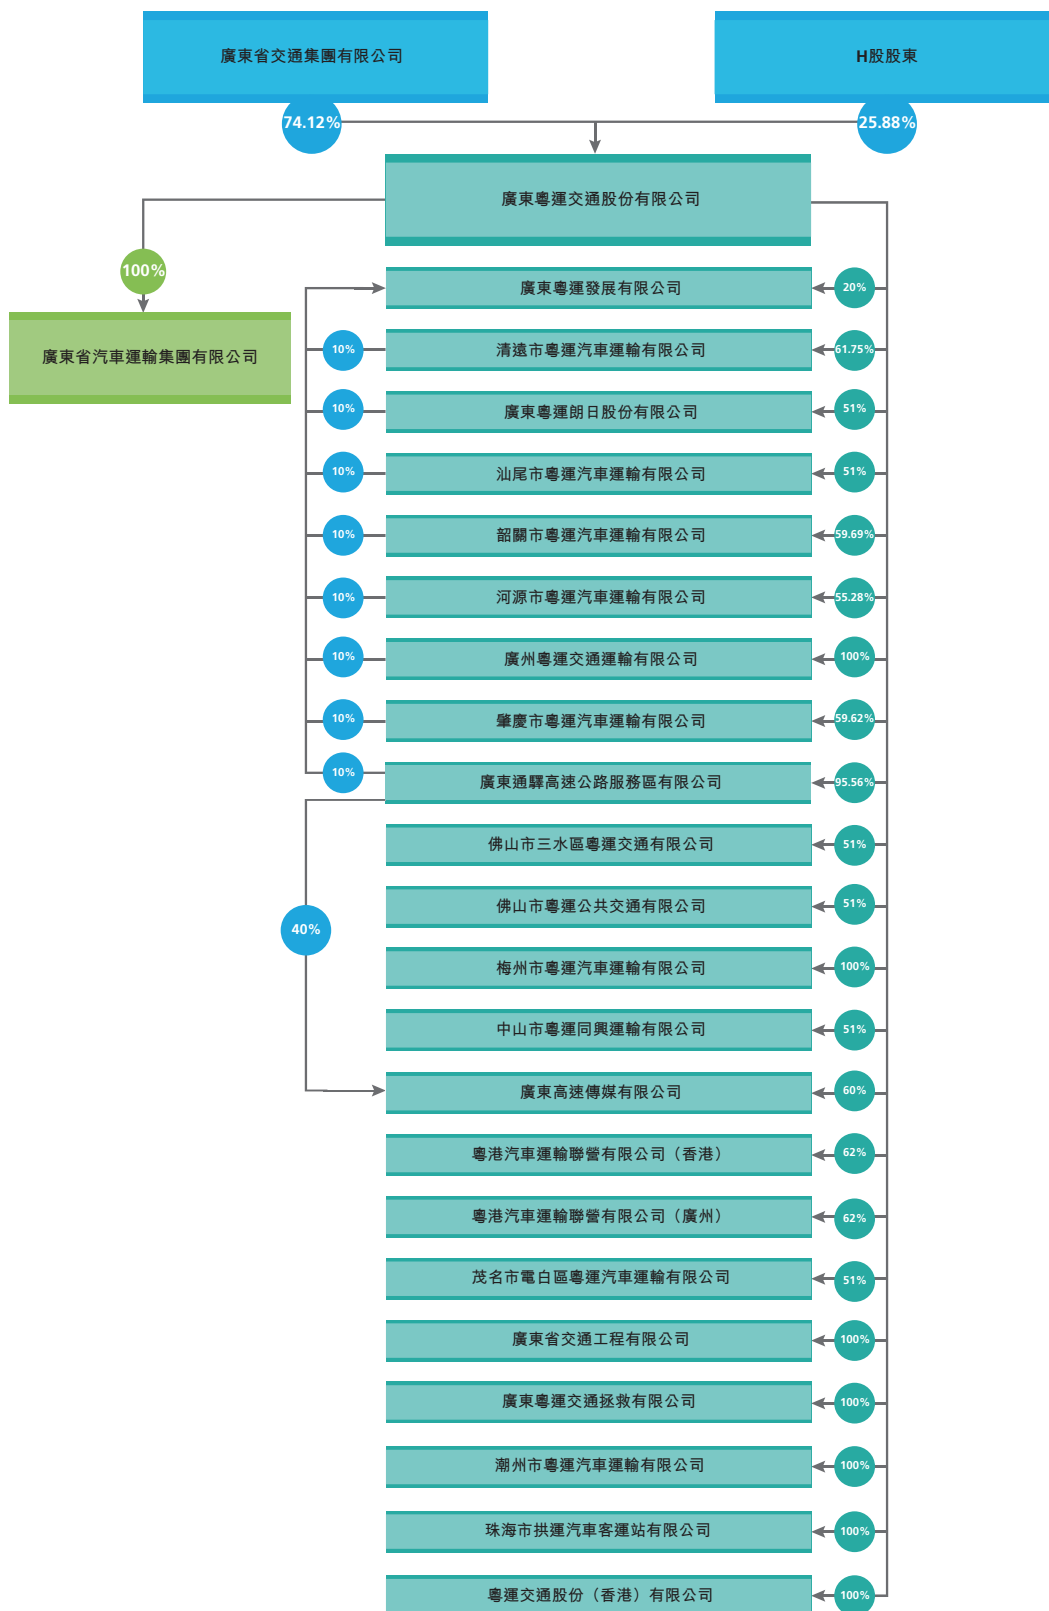 廣東省交通集團有限公司
H股股東
74.12%
25.88%
廣東粵運交通股份有限公司
100%
廣東省汽車運輸集團有限公司
廣東粵運發展有限公司
20%
10%
清遠市粵運汽車運輸有限公司
61.75%
10%
廣東粵運朗日股份有限公司
51%
10%
汕尾市粵運汽車運輸有限公司
51%
10%
韶關市粵運汽車運輸有限公司
59.69%
10%
河源市粵運汽車運輸有限公司
55.28%
10%
廣州粵運交通運輸有限公司
100%
10%
肇慶市粵運汽車運輸有限公司
59.62%
10%
廣東通驛高速公路服務區有限公司
95.56%
佛山市三水區粵運交通有限公司
51%
佛山市粵運公共交通有限公司
51%
40%
梅州市粵運汽車運輸有限公司
100%
中山市粵運同興運輸有限公司
51%
廣東高速傳媒有限公司
60%
粵港汽車運輸聯營有限公司（香港）
62%
粵港汽車運輸聯營有限公司（廣州）
62%
茂名市電白區粵運汽車運輸有限公司
51%
廣東省交通工程有限公司
100%
廣東粵運交通拯救有限公司
100%
潮州市粵運汽車運輸有限公司
100%
珠海市拱運汽車客運站有限公司
100%
粵運交通股份（香港）有限公司
100%